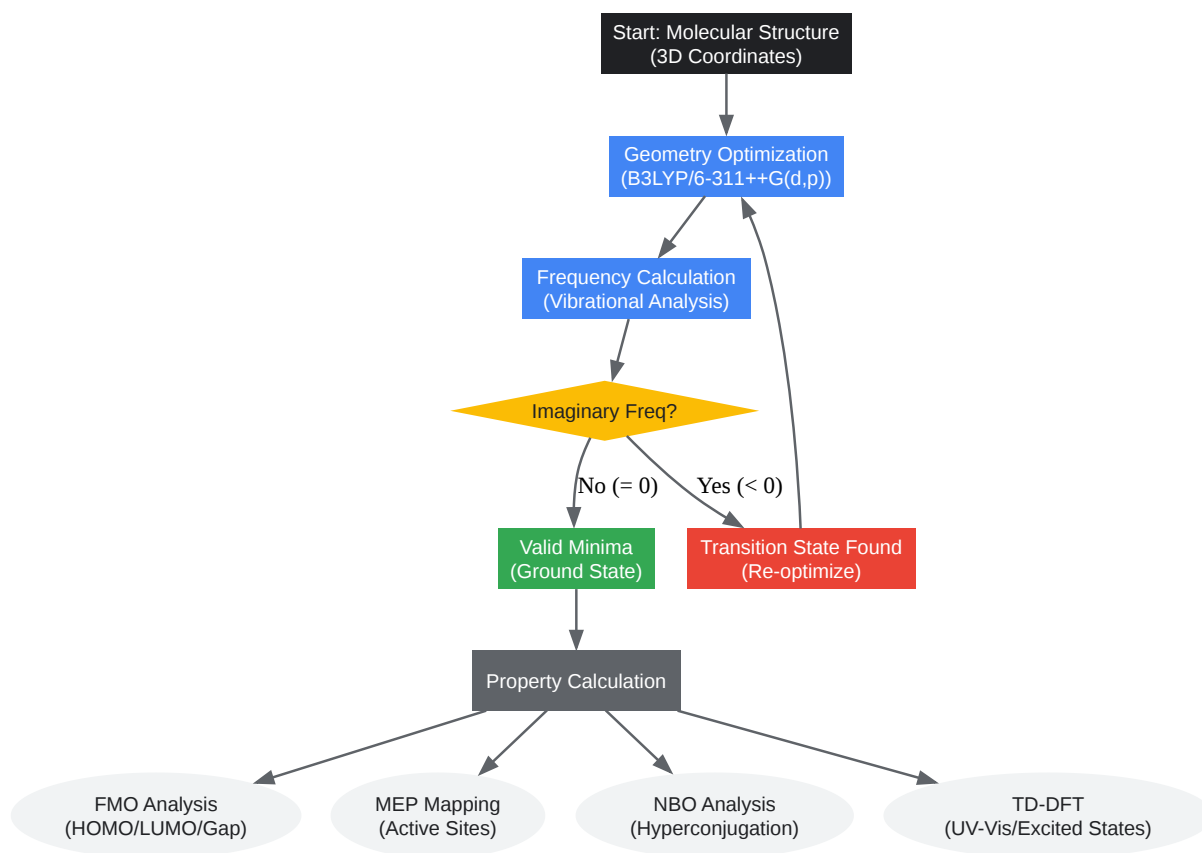 Start: Molecular Structure
(3D Coordinates)
Geometry Optimization
(B3LYP/6-311++G(d,p))
Frequency Calculation
(Vibrational Analysis)
Imaginary Freq?
No (= 0)
Yes (< 0)
Valid Minima
(Ground State)
Transition State Found
(Re-optimize)
Property Calculation
FMO Analysis
(HOMO/LUMO/Gap)
MEP Mapping
(Active Sites)
NBO Analysis
(Hyperconjugation)
TD-DFT
(UV-Vis/Excited States)